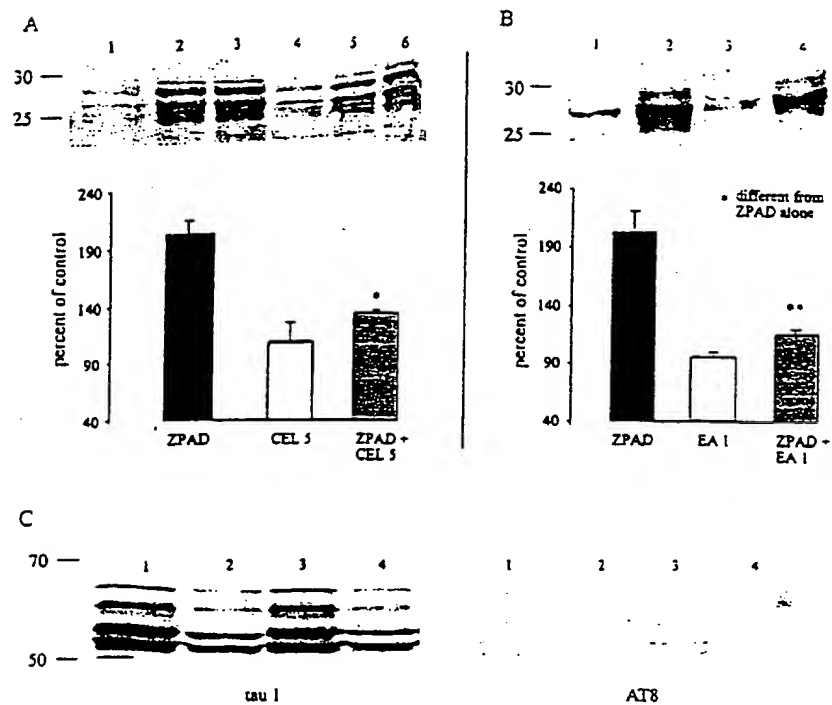 A
1 2 3 4 5 6
30
25
240
190
140
90
40
percent of control
*
ZPAD CEL 5 ZPAD +
CEL 5
B
1 2 3 4
30
25
240
190
140
90
40
percent of control
* different from
ZPAD alone
**
ZPAD EA 1 ZPAD +
EA 1
C
70
50
1 2 3 4
tau 1
1 2 3 4
AT8